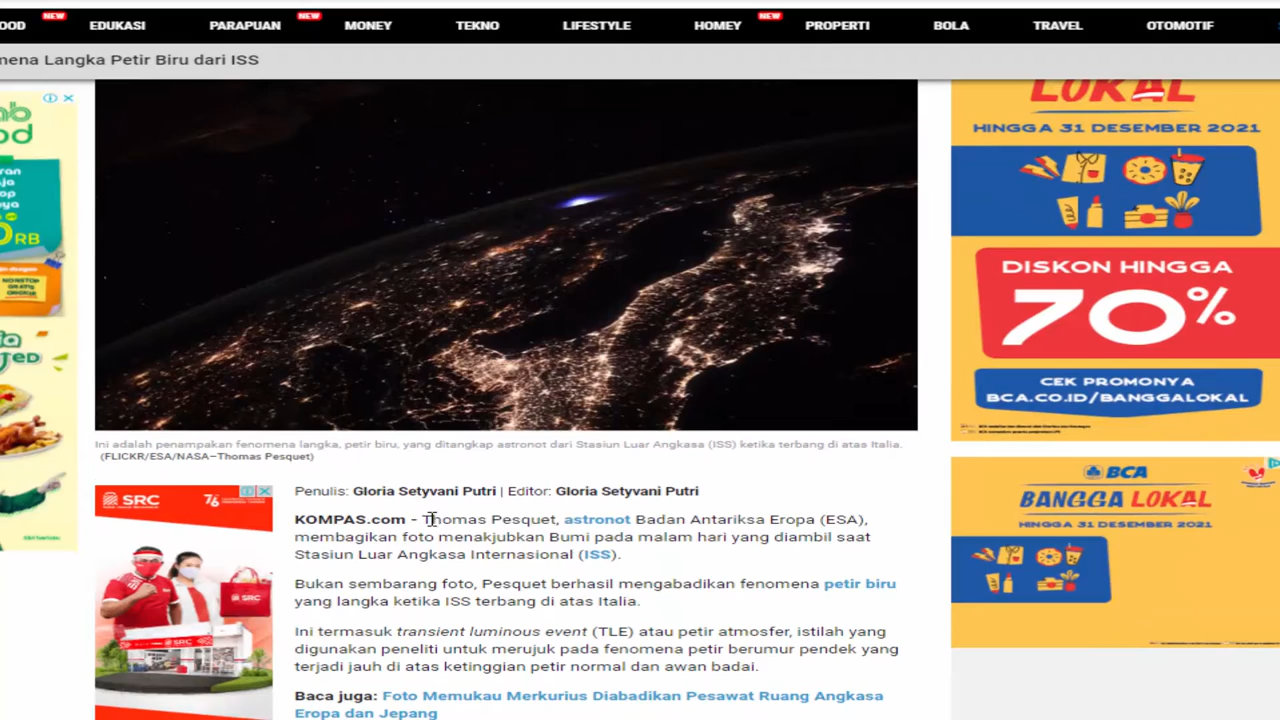 OOD NEW EDUKASI PARAPUAN NEW MONEY TEKNO LIFESTYLE HOMEY NEW PROPERTI BOLA TRAVEL OTOMOTIF
mena Langka Petir Biru dari ISS
LOKAL
HINGGA 31 DESEMBER 2021
DISKON HINGGA
70%
CEK PROMONYA
BCA.CO.ID/BANGGALOKAL
RB
Ini adalah penampakan fenomena langka, petir biru, yang ditangkap astronot dari Stasiun Luar Angkasa (ISS) ketika terbang di atas Italia.
(FLICKR/ESA/NASA–Thomas Pesquet)
SRC
76
BCA
BANGGA LOKAL
HINGGA 31 DESEMBER 2021
Penulis: Gloria Setyvani Putri | Editor: Gloria Setyvani Putri
KOMPAS.com - Thomas Pesquet, astronot Badan Antariksa Eropa (ESA),
membagikan foto menakjubkan Bumi pada malam hari yang diambil saat
Stasiun Luar Angkasa Internasional (ISS).
Bukan sembarang foto, Pesquet berhasil mengabadikan fenomena petir biru
yang langka ketika ISS terbang di atas Italia.
Ini termasuk transient luminous event (TLE) atau petir atmosfer, istilah yang
digunakan peneliti untuk merujuk pada fenomena petir berumur pendek yang
terjadi jauh di atas ketinggian petir normal dan awan badai.
Baca juga: Foto Memukau Merkurius Diabadikan Pesawat Ruang Angkasa
Eropa dan Jepang
SRC
SRC